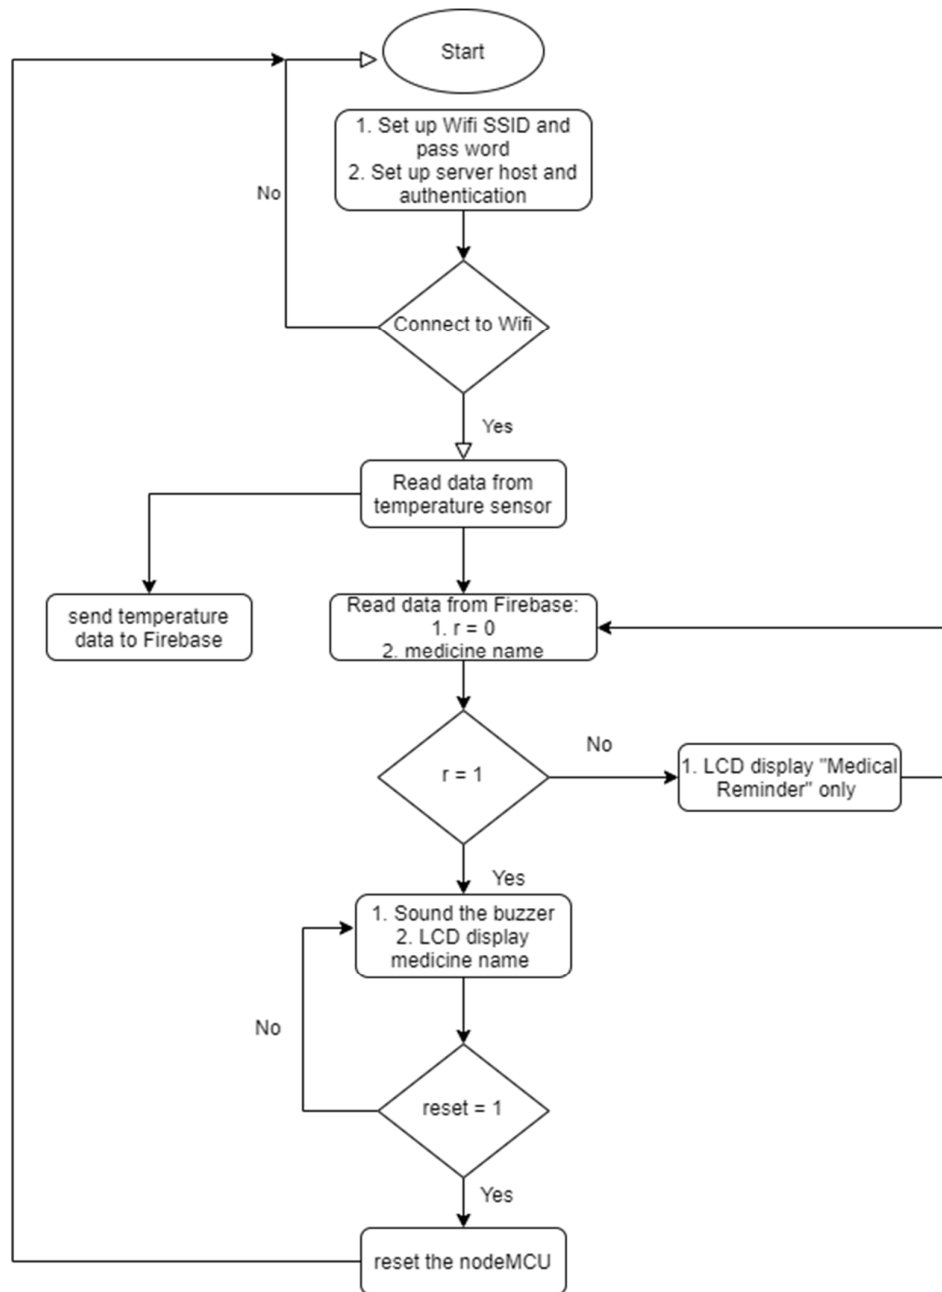 Start
1. Set up Wifi SSID and
pass word
2. Set up server host and
authentication
No
Connect to Wifi
Yes
Read data from
temperature sensor
send temperature
data to Firebase
Read data from Firebase:
1. r = 0
2. medicine name
r = 1
No
1. LCD display "Medical
Reminder" only
Yes
1. Sound the buzzer
2. LCD display
medicine name
No
reset = 1
Yes
reset the nodeMCU